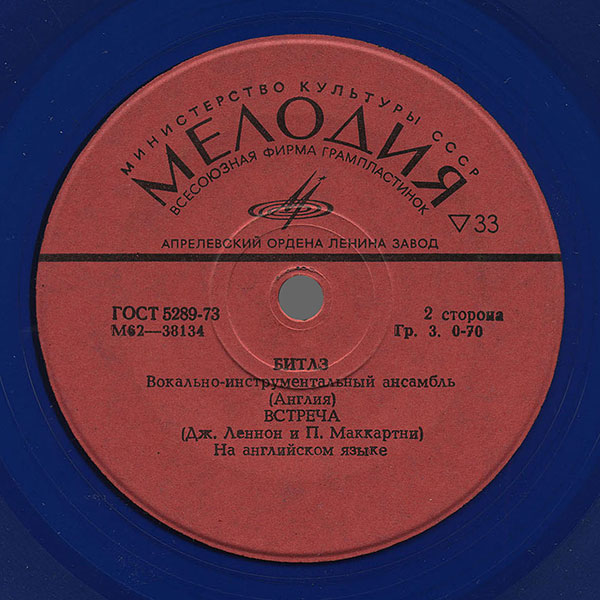 МИНИСТЕРСТВО КУЛЬТУРЫ СССР
МЕЛОДИЯ
ВСЕСОЮЗНАЯ ФИРМА ГРАМПЛАСТИНОК
▽33
АПРЕЛЕВСКИЙ ОРДЕНА ЛЕНИНА ЗАВОД
ГОСТ 5289-73 2 сторона
М62—38134 Гр. 3. 0-70
БИТЛЗ
Вокально-инструментальный ансамбль
(Англия)
ВСТРЕЧА
(Дж. Леннон и П. Маккартни)
На английском языке